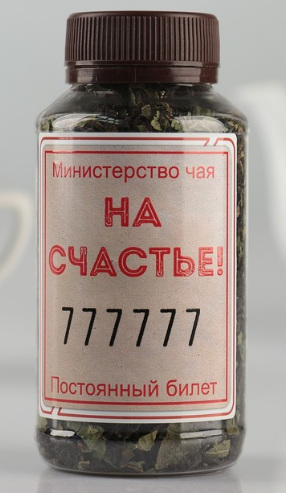 Министерство чая
НА
СЧАСТЬЕ!
777777
Постоянный билет